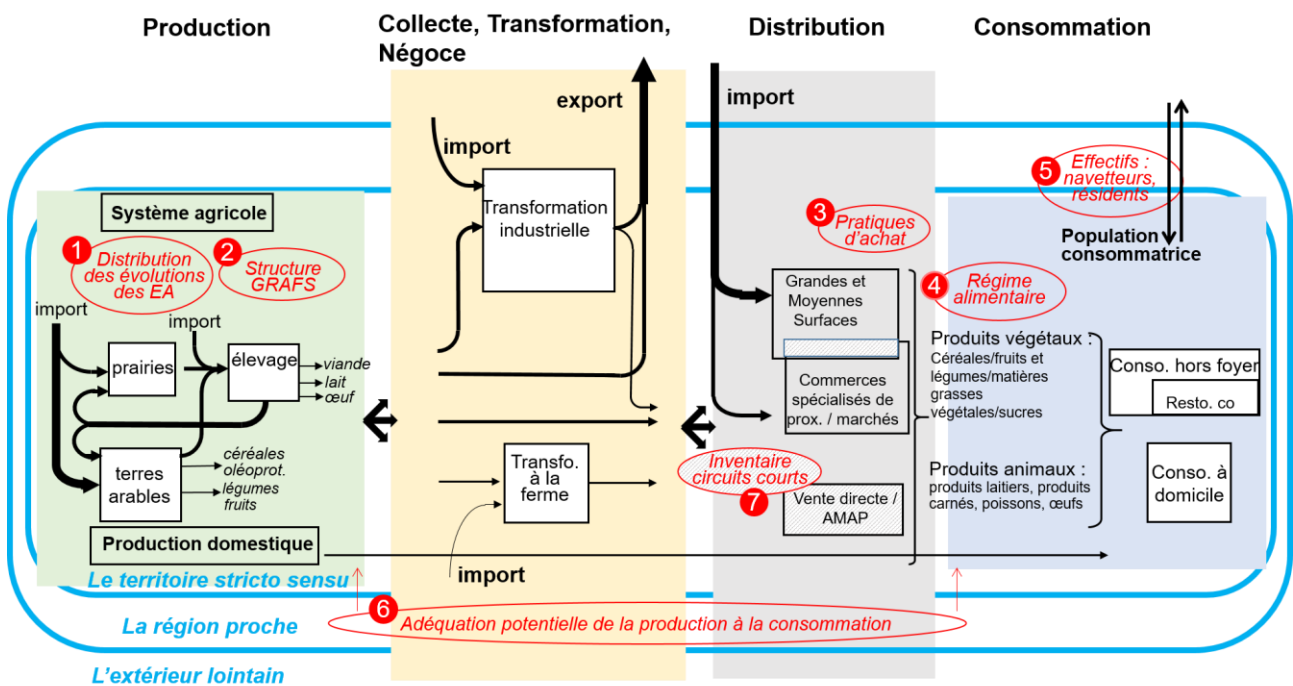 Production
Collecte, Transformation,
Négoce
Distribution
Consommation
export
import
import
5
Effectifs :
navetteurs,
résidents
Système agricole
Transformation
industrielle
3
Pratiques
d'achat
Population
consommatrice
1
Distribution
des évolutions
des EA
2
Structure
GRAFS
4
Régime
alimentaire
import
import
Grandes et
Moyennes
Surfaces
prairies
élevage
viande
lait
œuf
Produits végétaux :
Céréales/fruits et
légumes/matières
grasses
végétales/sucres
Conso. hors foyer
Resto. co
Commerces
spécialisés de
prox. / marchés
terres
arables
céréales
oléoprot.
légumes
fruits
Transfo.
à la
ferme
Inventaire
circuits courts
7
Vente directe /
AMAP
Produits animaux :
produits laitiers, produits
carnés, poissons, œufs
Conso. à
domicile
Production domestique
import
Le territoire stricto sensu
6
Adéquation potentielle de la production à la consommation
La région proche
L'extérieur lointain